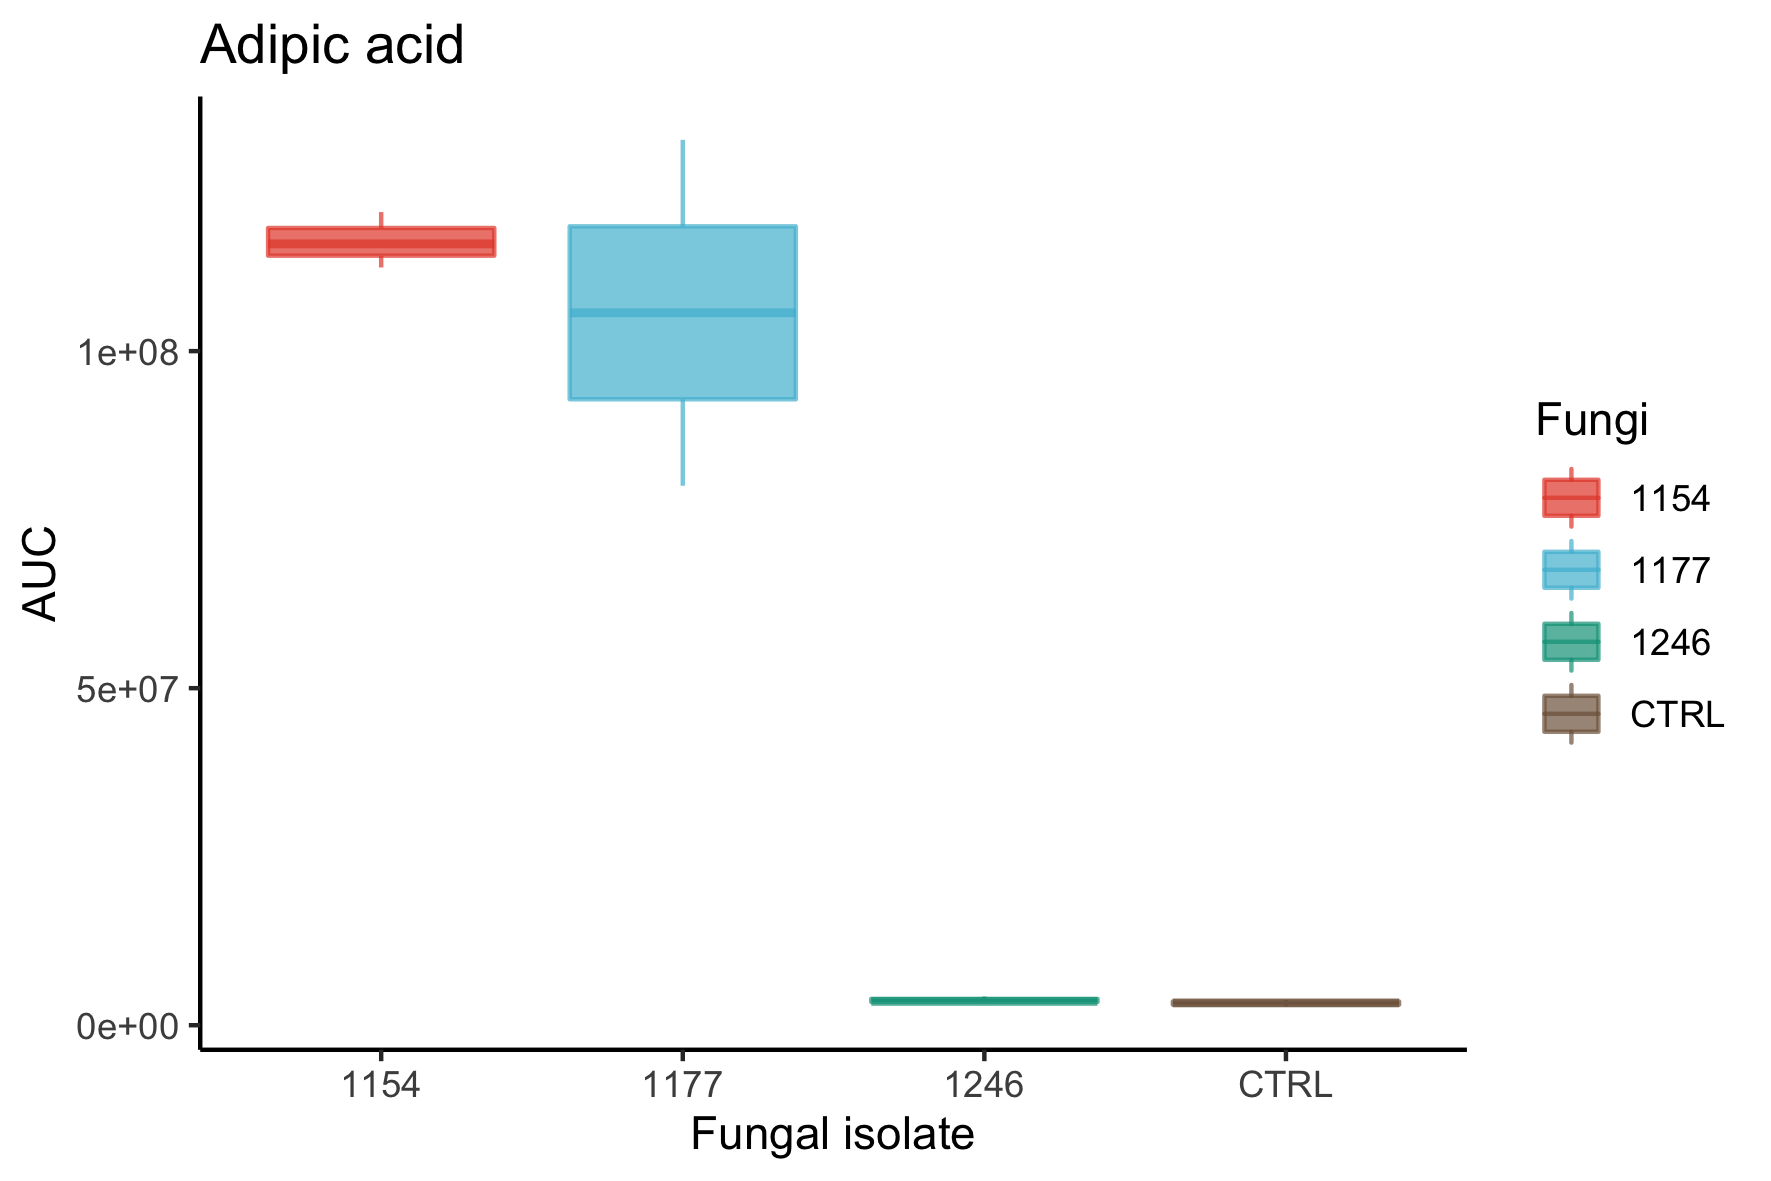 Adipic acid
AUC
1e+08
5e+07
0e+00
1154 1177 1246 CTRL
Fungal isolate
Fungi
1154
1177
1246
CTRL